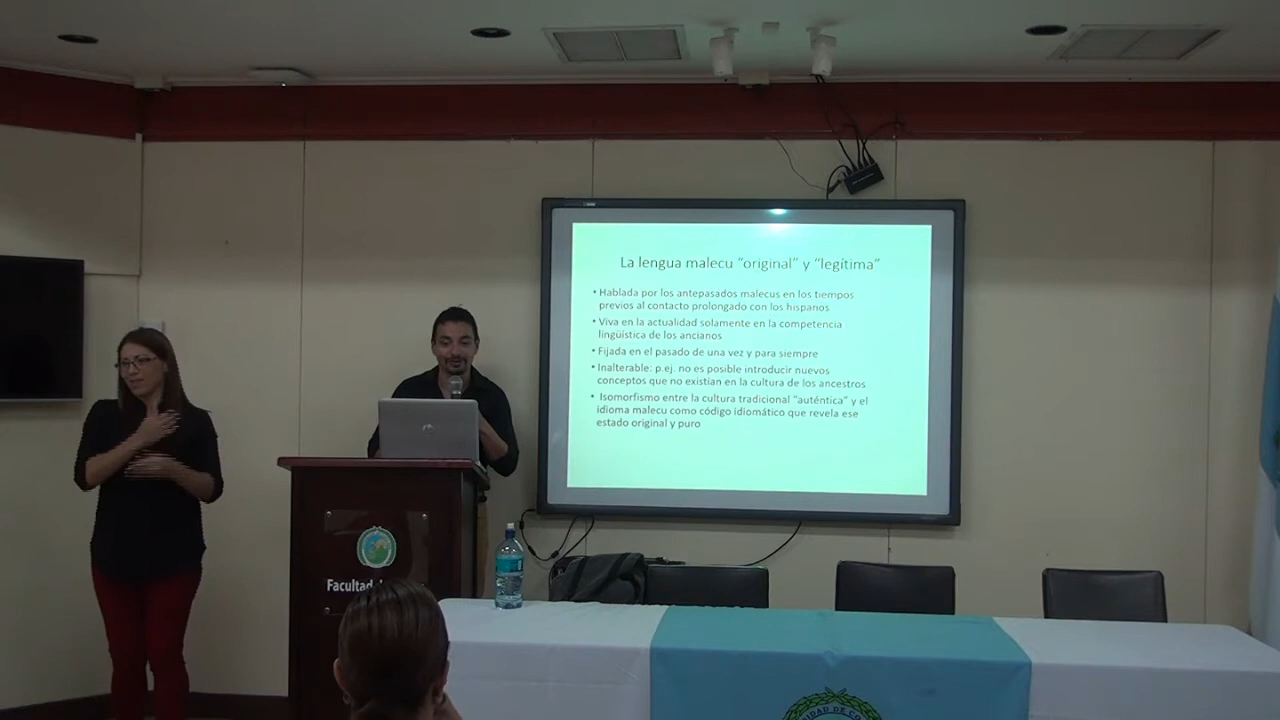 La lengua malecu “original” y “legítima”
• Hablada por los antepasados malecus en los tiempos
previos al contacto prolongado con los hispanos
• Viva en la actualidad solamente en la competencia
lingüística de los ancianos
• Fijada en el pasado de una vez y para siempre
• Inalterable: p.ej. no es posible introducir nuevos
conceptos que no existían en la cultura de los ancestros
• Isomorfismo entre la cultura tradicional “auténtica” y el
idioma malecu como código idiomático que revela ese
estado original y puro
Facultad